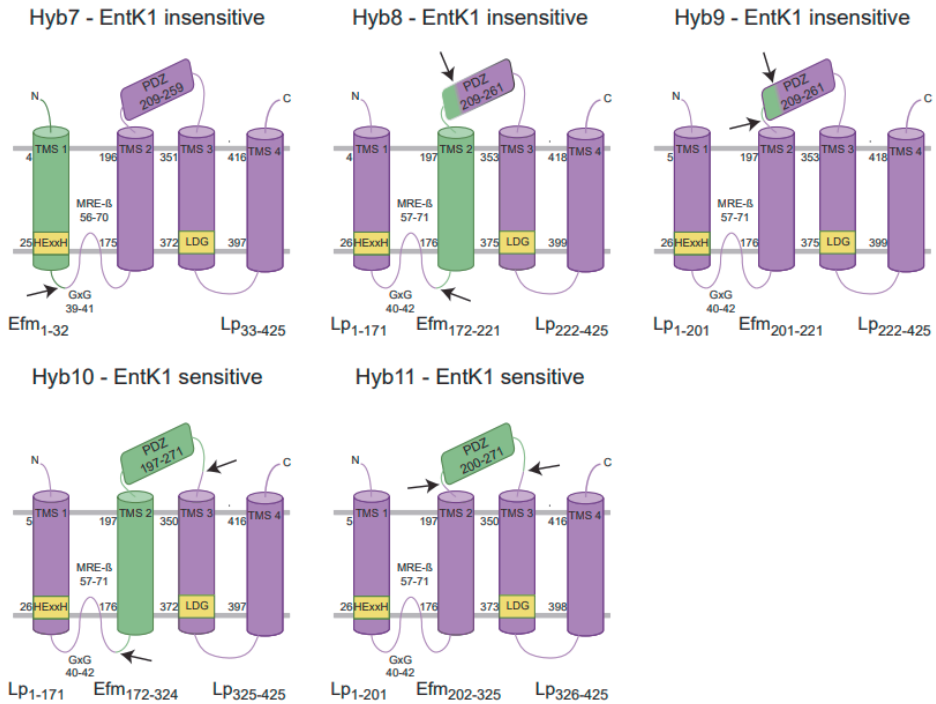 Hyb7 - EntK1 insensitive
N
PDZ
209-259
C
4 TMS 1 196 TMS 2 351 TMS 3 416 TMS 4
MRE-ß
56-70
25 HExxH 175 372 LDG 397
GxG
39-41
Efm1-32 Lp33-425
Hyb8 - EntK1 insensitive
N
PDZ
209-261
C
4 TMS 1 197 TMS 2 353 TMS 3 418 TMS 4
MRE-ß
57-71
26 HExxH 176 375 LDG 399
GxG
40-42
Lp1-171 Efm172-221 Lp222-425
Hyb9 - EntK1 insensitive
N
PDZ
209-261
C
5 TMS 1 197 TMS 2 353 TMS 3 418 TMS 4
MRE-ß
57-71
26 HExxH 176 375 LDG 399
GxG
40-42
Lp1-201 Efm201-221 Lp222-425
Hyb10 - EntK1 sensitive
N
PDZ
197-271
C
5 TMS 1 197 TMS 2 350 TMS 3 416 TMS 4
MRE-ß
57-71
26 HExxH 176 372 LDG 397
GxG
40-42
Lp1-171 Efm172-324 Lp325-425
Hyb11 - EntK1 sensitive
N
PDZ
200-271
C
5 TMS 1 197 TMS 2 350 TMS 3 416 TMS 4
MRE-ß
57-71
26 HExxH 176 373 LDG 398
GxG
40-42
Lp1-201 Efm202-325 Lp326-425